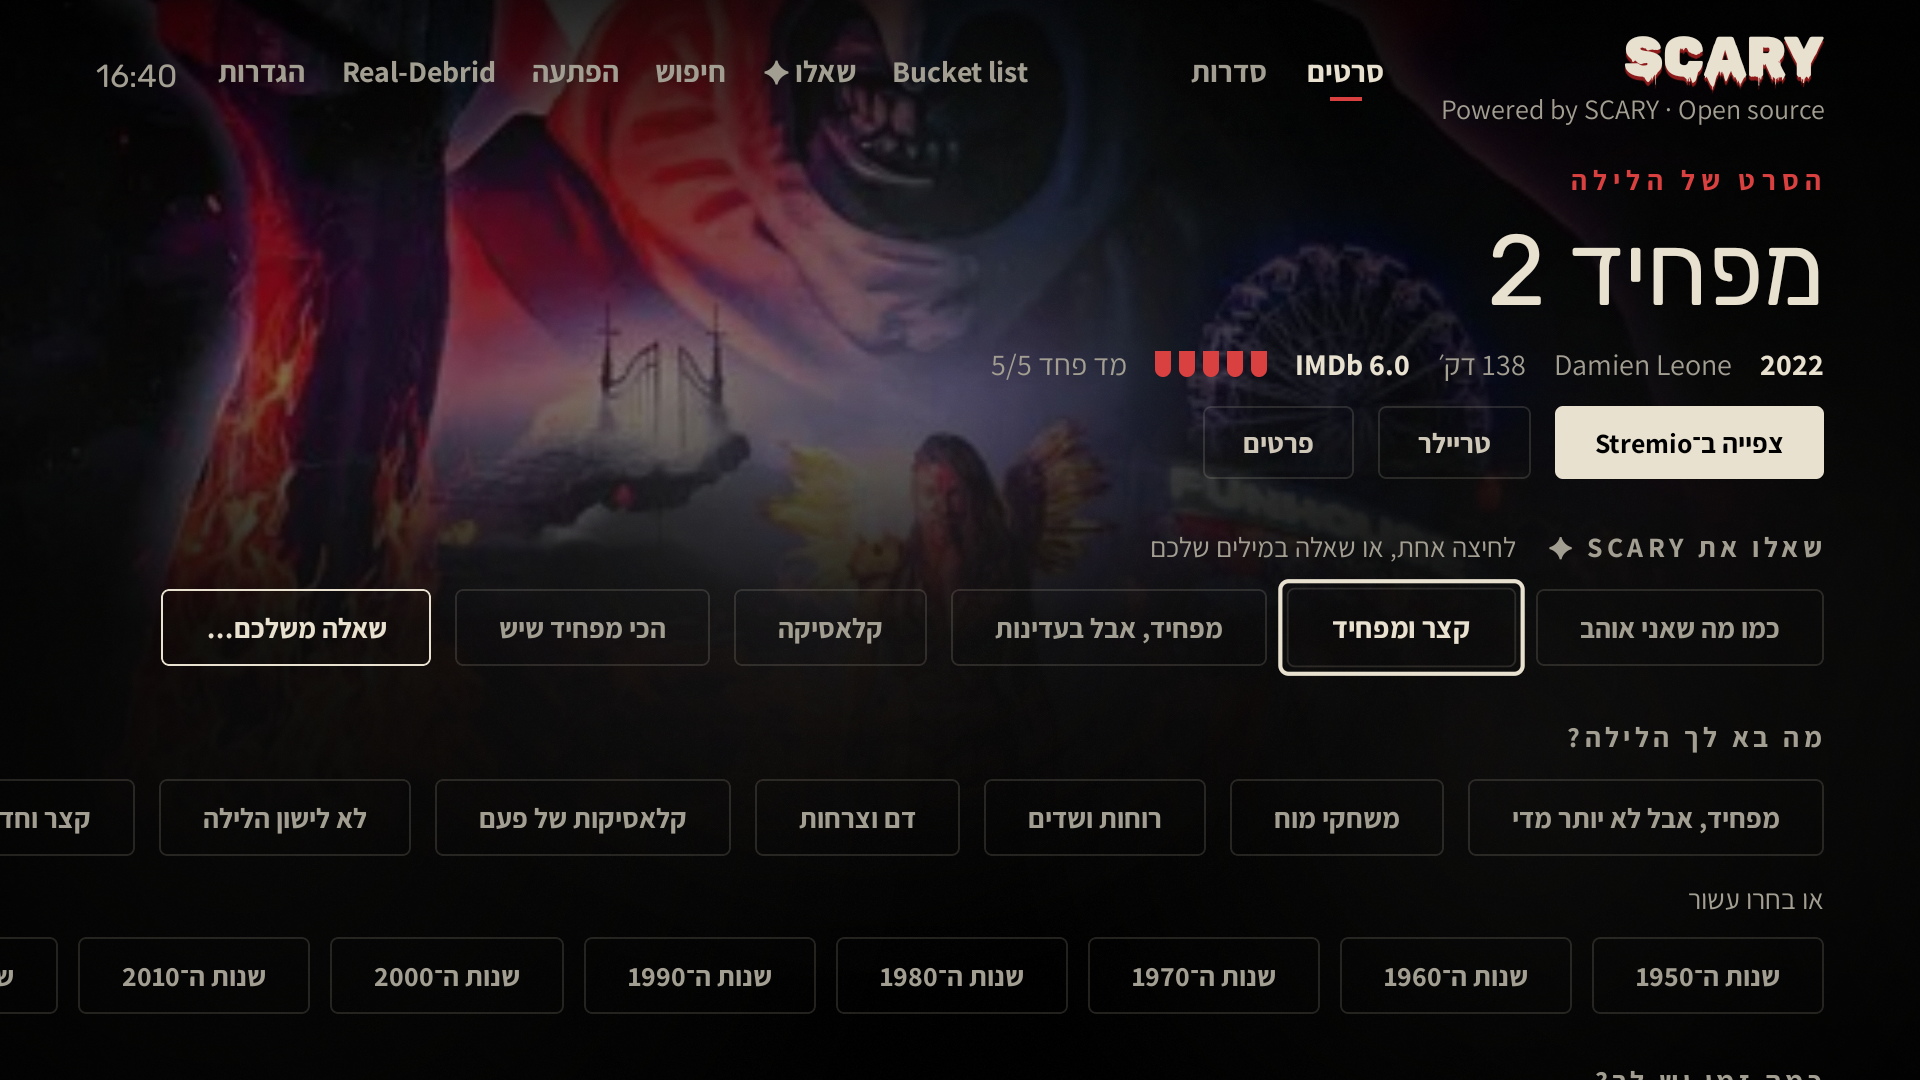 SCARY
Powered by SCARY · Open source
סרטים
סדרות
Bucket list
שאלו
חיפוש
הפתעה
Real-Debrid
הגדרות
16:40
הסרט של הלילה
מפחיד 2
2022 Damien Leone 138 דק׳ IMDb 6.0 מד פחד 5/5
צפייה ב־Stremio
טריילר
פרטים
שאלו את SCARY
לחיצה אחת, או שאלה במילים שלכם
כמו מה שאני אוהב
קצר ומפחיד
מפחיד, אבל בעדינות
קלאסיקה
הכי מפחיד שיש
שאלה משלכם...
מה בא לך הלילה?
מפחיד, אבל לא יותר מדי
משחקי מוח
רוחות ושדים
דם וצרחות
קלאסיקות של פעם
לא לישון הלילה
קצר וחד
או בחרו עשור
שנות ה־1950
שנות ה־1960
שנות ה־1970
שנות ה־1980
שנות ה־1990
שנות ה־2000
שנות ה־2010